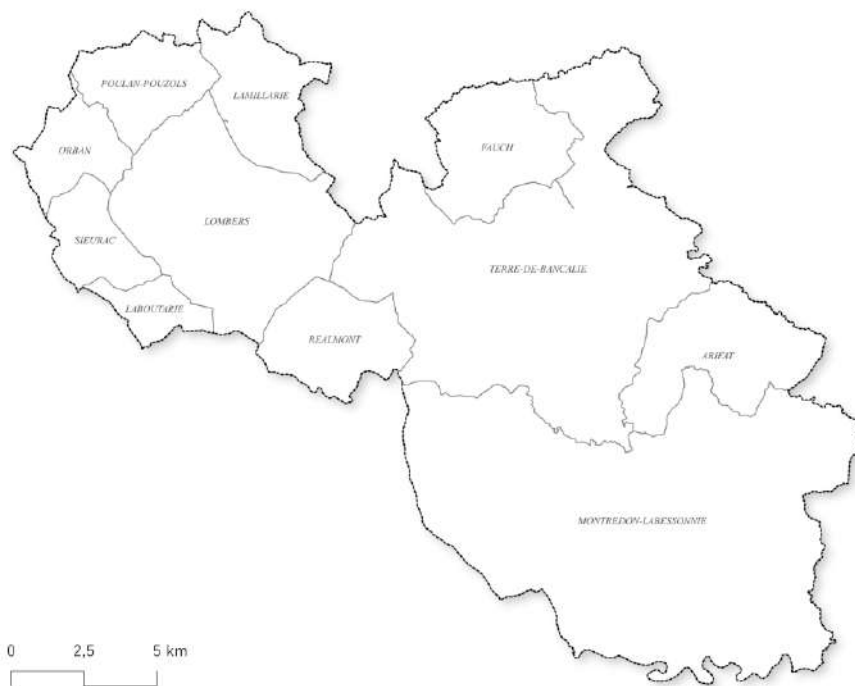 POULAN-POUZOLS
LAMILLARIE
ORBAN
FAUCH
LOMBERS
SIEURAC
TERRE-DE-BANCALIE
LABOUTARIE
REALMONT
ARIFAT
MONTREDON-LABESSONNIE
0 2,5 5 km